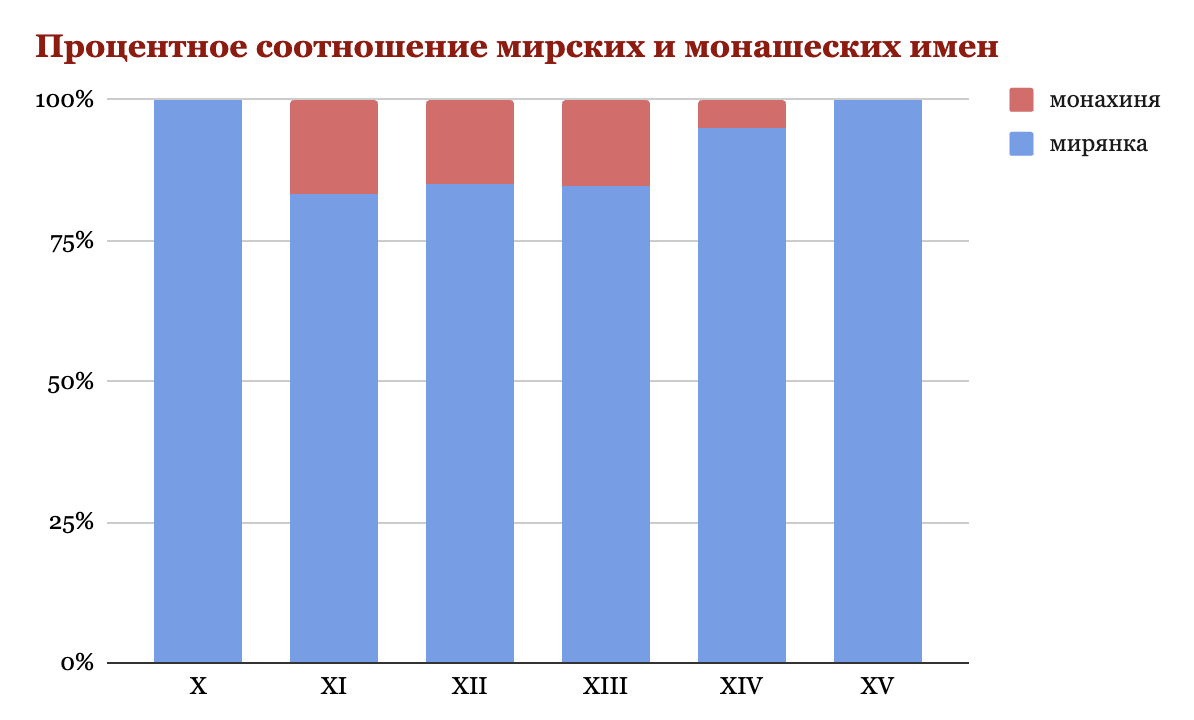 Процентное соотношение мирских и монашеских имен
монахиня
мирянка
100%
75%
50%
25%
0%
X
XI
XII
XIII
XIV
XV